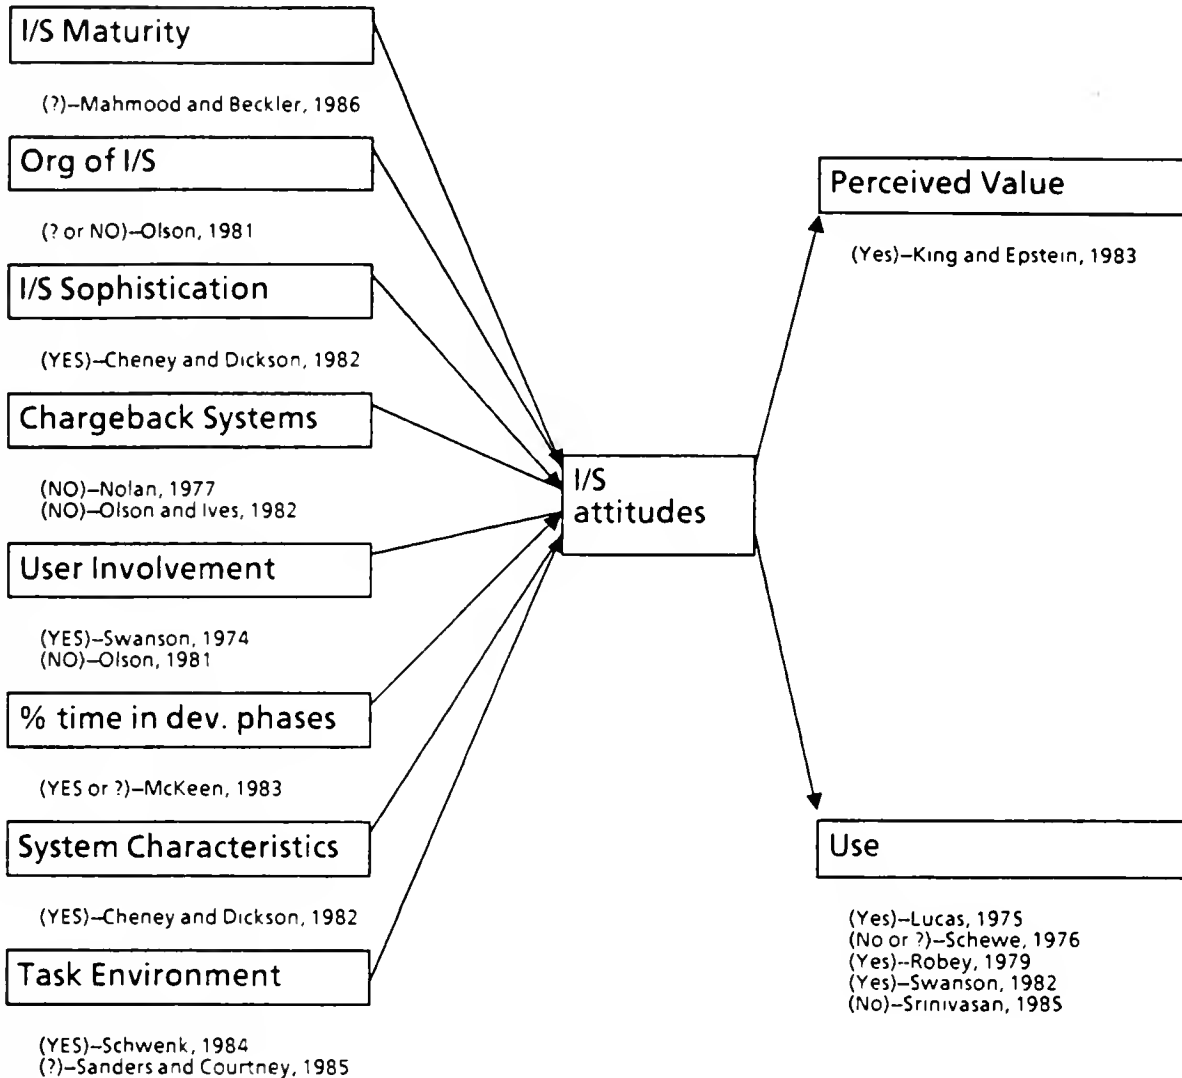 I/S Maturity
(?)–Mahmood and Beckler, 1986
Org of I/S
(? or NO)–Olson, 1981
I/S Sophistication
(YES)–Cheney and Dickson, 1982
Chargeback Systems
(NO)–Nolan, 1977
(NO)–Olson and Ives, 1982
User Involvement
(YES)–Swanson, 1974
(NO)–Olson, 1981
% time in dev. phases
(YES or ?)–McKeen, 1983
System Characteristics
(YES)–Cheney and Dickson, 1982
Task Environment
(YES)–Schwenk, 1984
(?)–Sanders and Courtney, 1985
I/S
attitudes
Perceived Value
(Yes)–King and Epstein, 1983
Use
(Yes)–Lucas, 1975
(No or ?)–Schewe, 1976
(Yes)--Robey, 1979
(Yes)–Swanson, 1982
(No)–Srinivasan, 1985